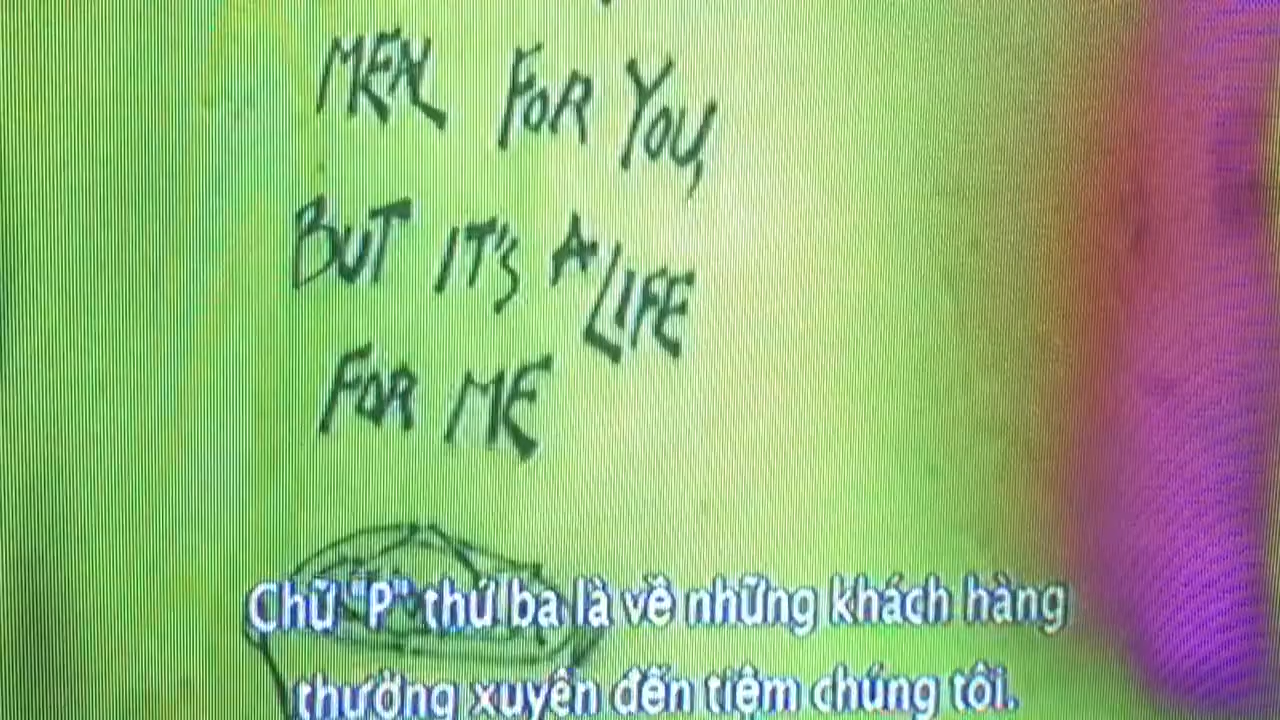 MEN FOR YOU,
BUT IT'S A LIFE
FOR ME
Chữ "P" thứ ba là về những khách hàng
thường xuyên đến tiệm chúng tôi.